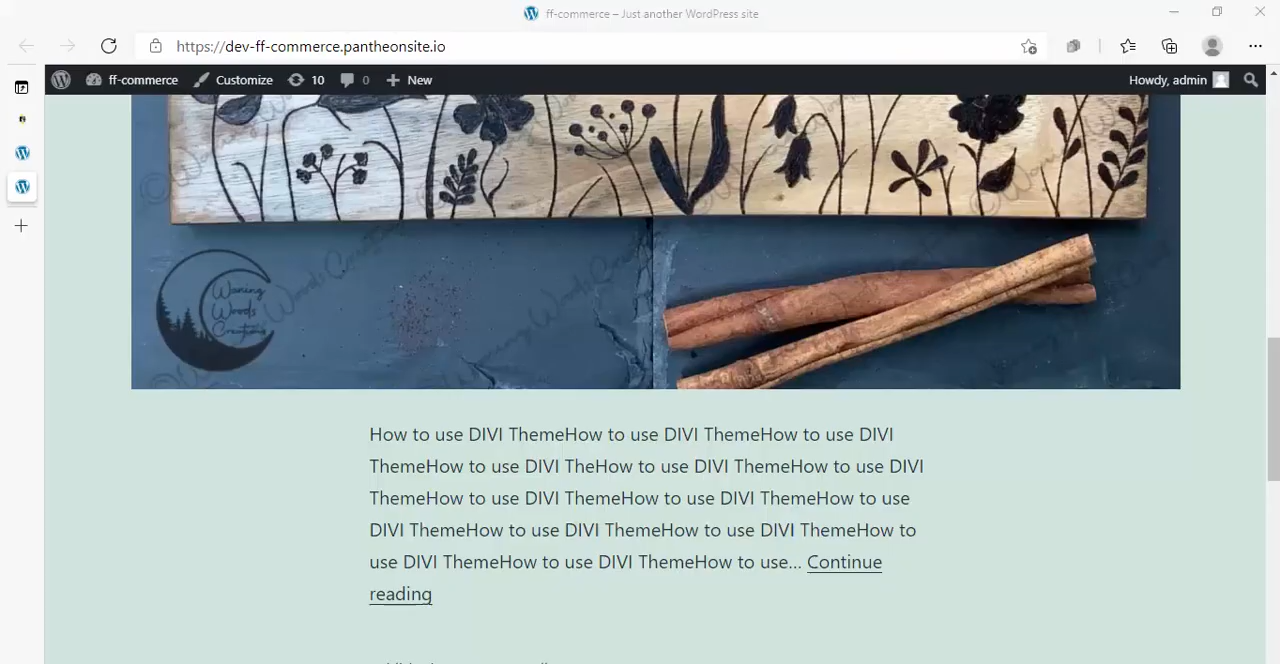 ff-commerce – Just another WordPress site
https://dev-ff-commerce.pantheonsite.io
ff-commerce Customize 10 0 New Howdy, admin
Waning
Woods
Creations
How to use DIVI ThemeHow to use DIVI ThemeHow to use DIVI
ThemeHow to use DIVI TheHow to use DIVI ThemeHow to use DIVI
ThemeHow to use DIVI ThemeHow to use DIVI ThemeHow to use
DIVI ThemeHow to use DIVI ThemeHow to use DIVI ThemeHow to
use DIVI ThemeHow to use DIVI ThemeHow to use... Continue
reading